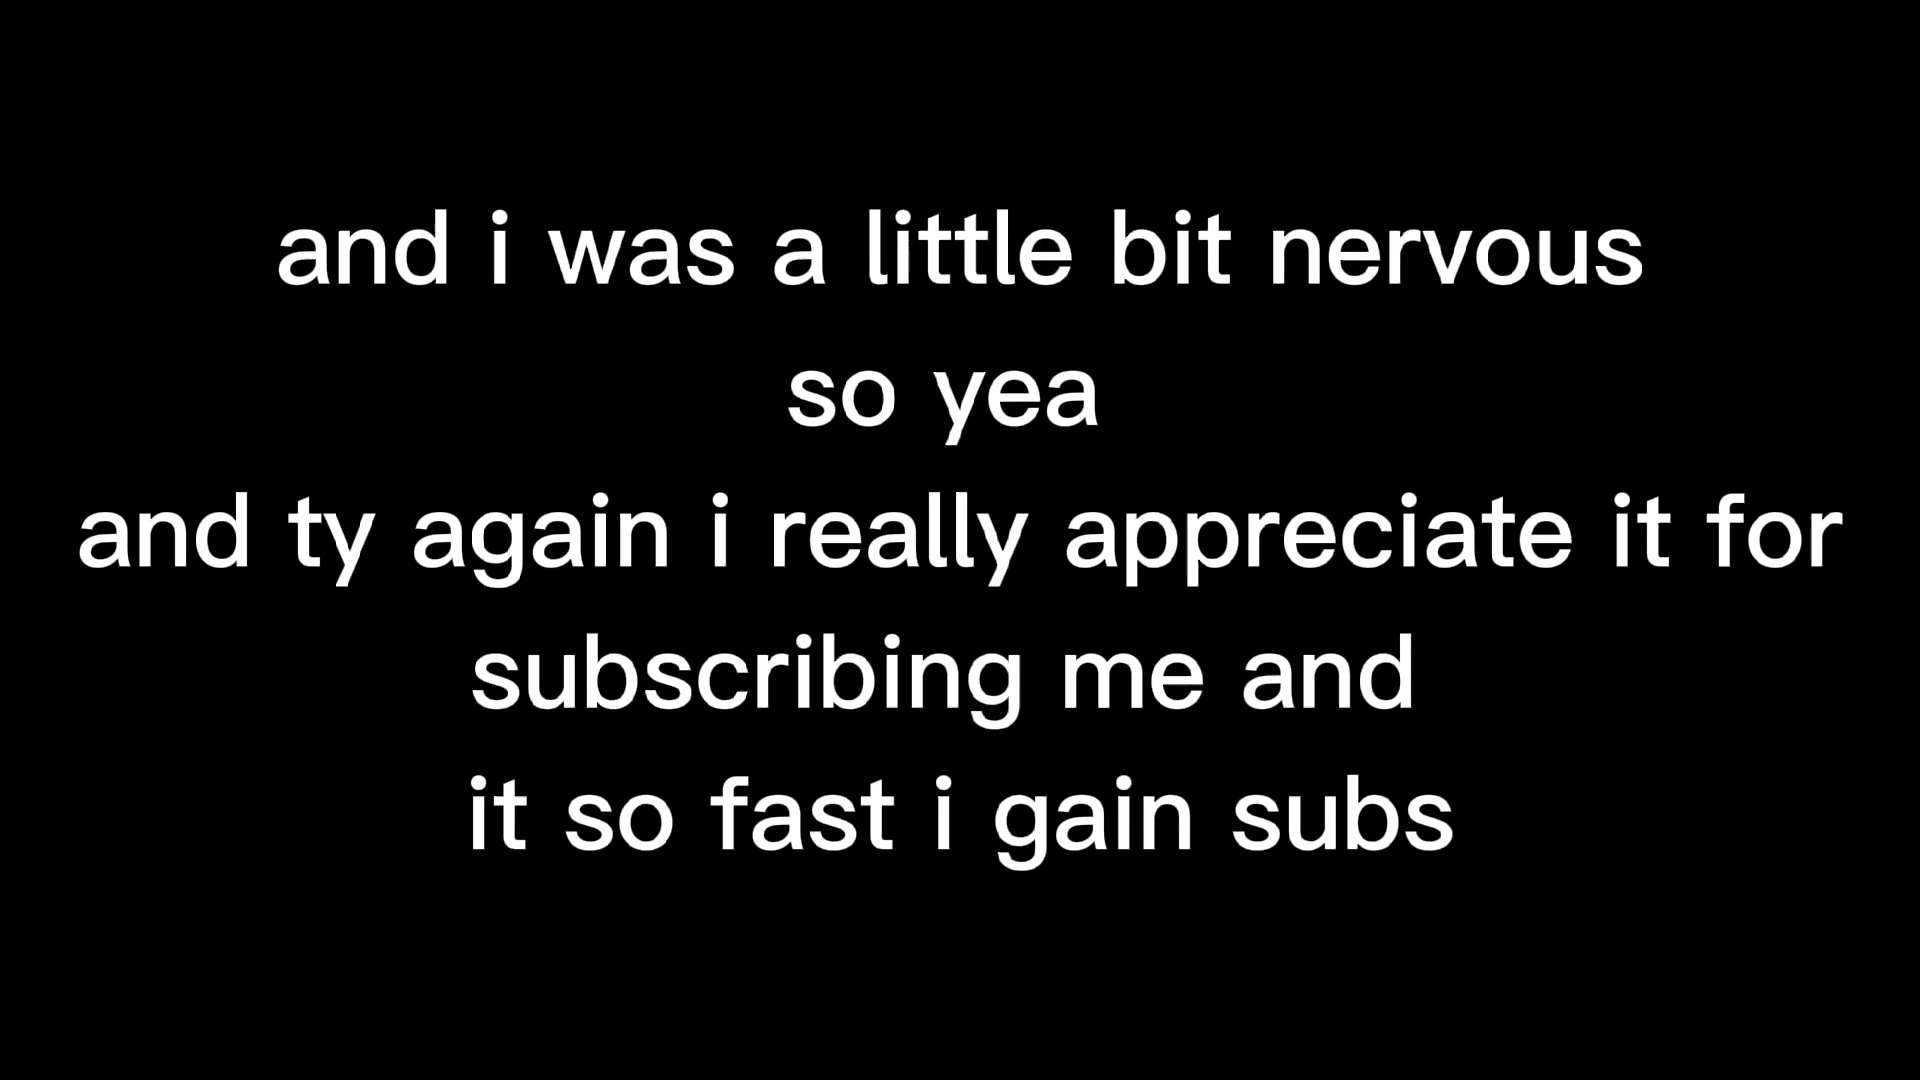 and i was a little bit nervous
so yea
and ty again i really appreciate it for
subscribing me and
it so fast i gain subs